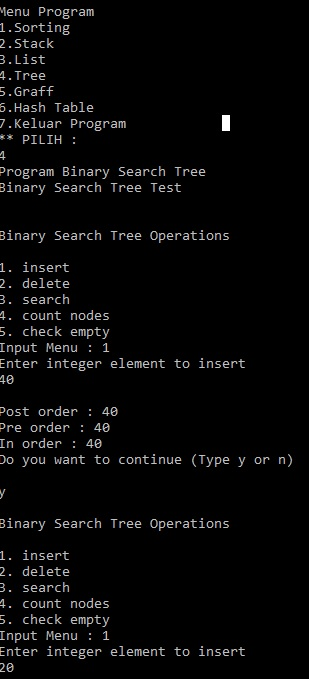 Menu Program
1.Sorting
2.Stack
3.List
4.Tree
5.Graff
6.Hash Table
7.Keluar Program
** PILIH :
4
Program Binary Search Tree
Binary Search Tree Test
Binary Search Tree Operations
1. insert
2. delete
3. search
4. count nodes
5. check empty
Input Menu : 1
Enter integer element to insert
40
Post order : 40
Pre order : 40
In order : 40
Do you want to continue (Type y or n)
y
Binary Search Tree Operations
1. insert
2. delete
3. search
4. count nodes
5. check empty
Input Menu : 1
Enter integer element to insert
20